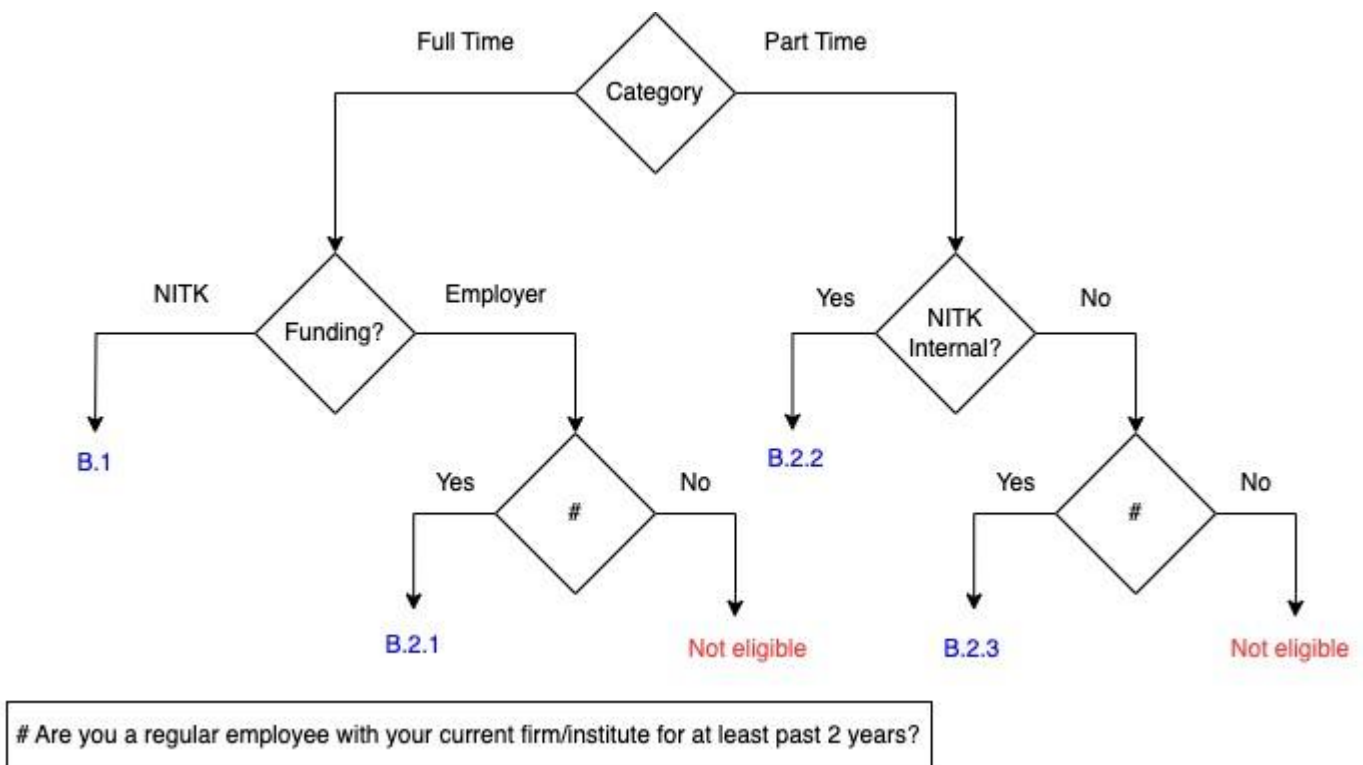 Full Time
Part Time
Category
NITK
Funding?
Employer
Yes
NITK
Internal?
No
B.1
B.2.2
Yes
#
No
Yes
#
No
B.2.1
Not eligible
B.2.3
Not eligible
# Are you a regular employee with your current firm/institute for at least past 2 years?